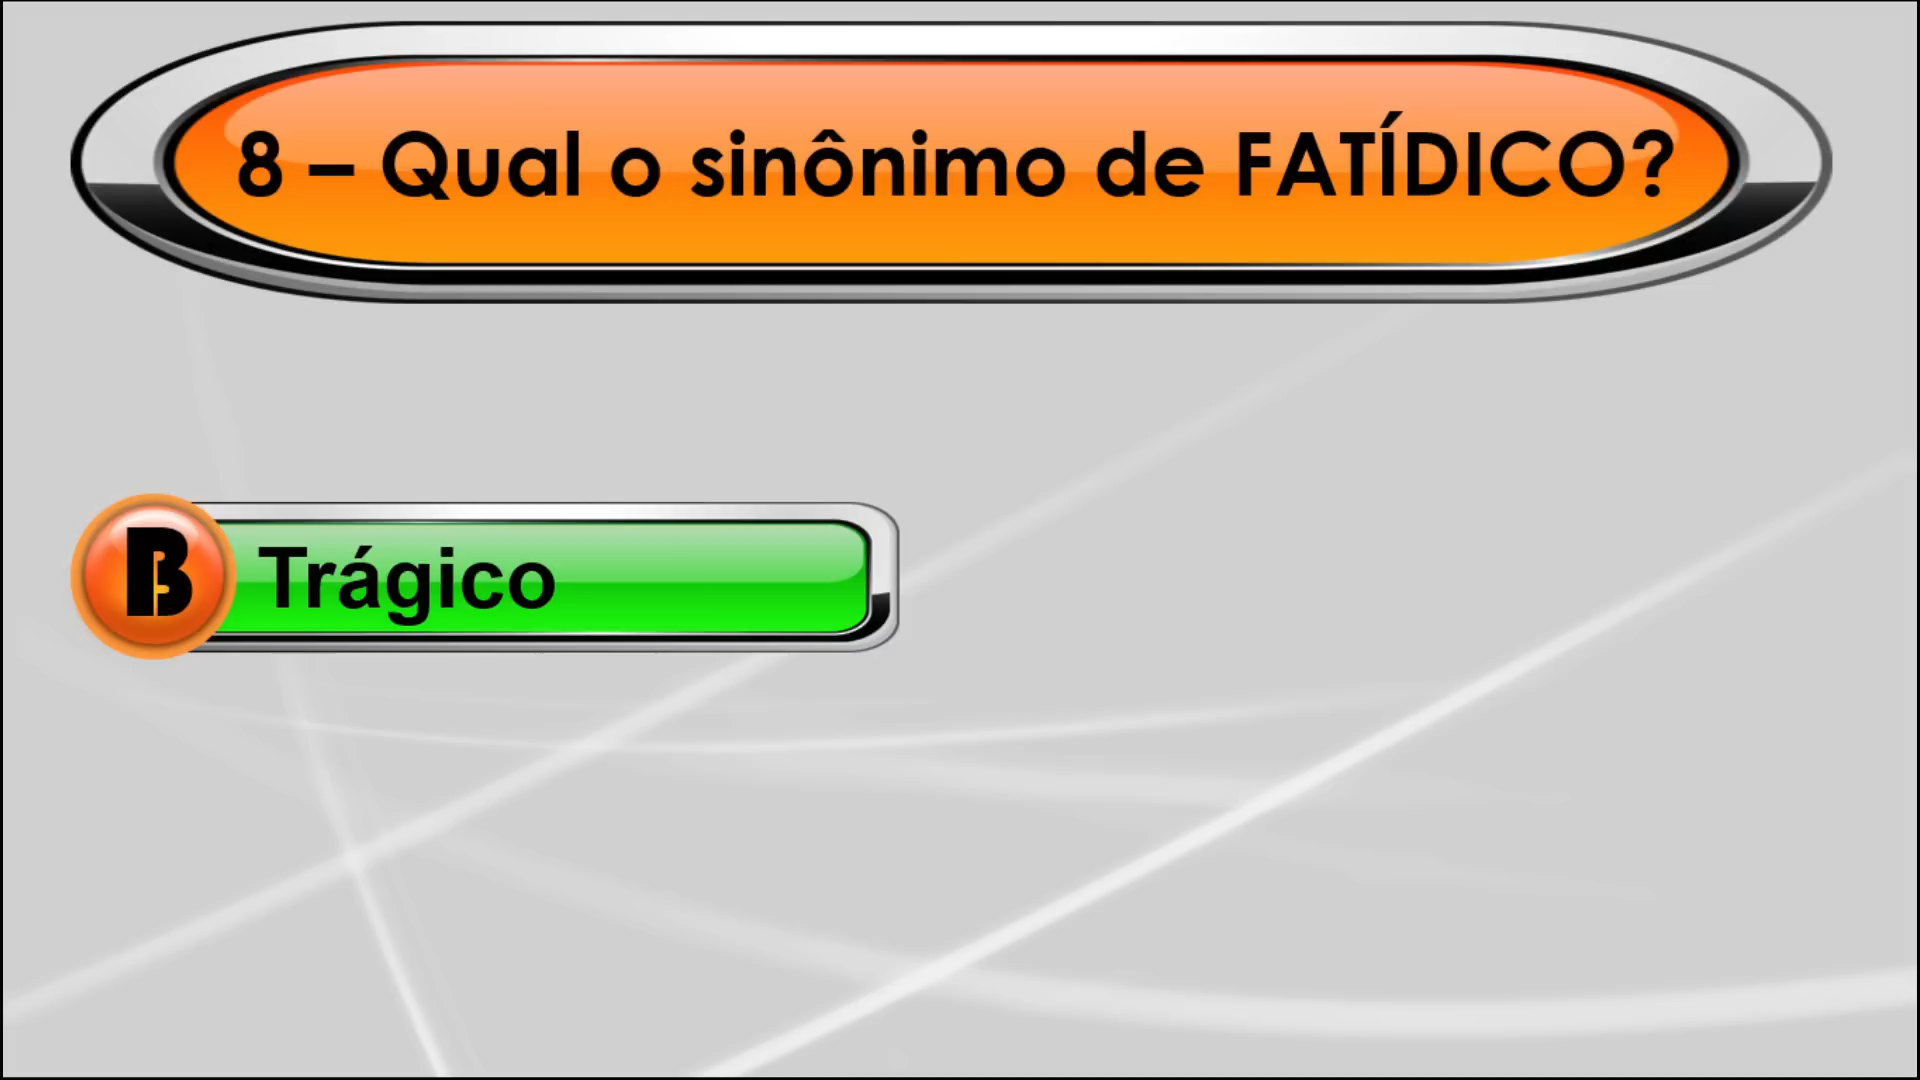 8 – Qual o sinônimo de FATÍDICO?
B Trágico